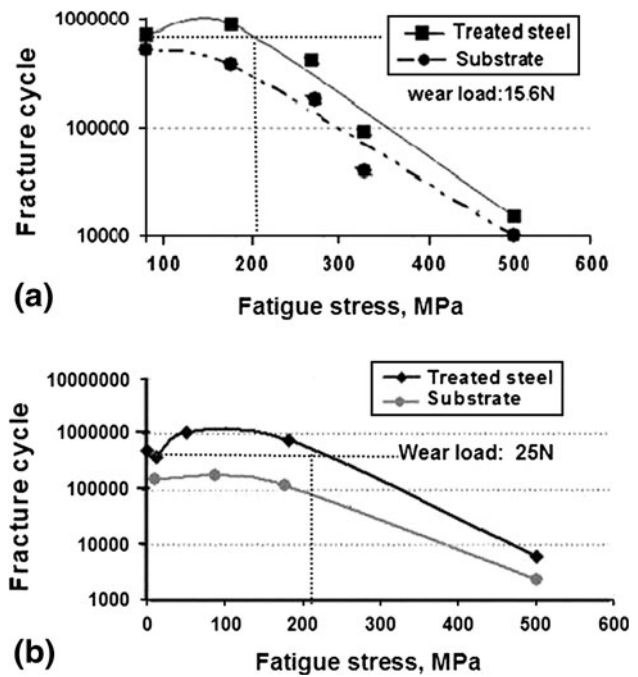 Treated steel
Substrate
wear load:15.6N
Fracture cycle
100000
10000
100 200 300 400 500 600
Fatigue stress, MPa
(a)
Treated steel
Substrate
Wear load: 25N
Fracture cycle
10000000
1000000
100000
10000
1000
0 100 200 300 400 500 600
Fatigue stress, MPa
(b)